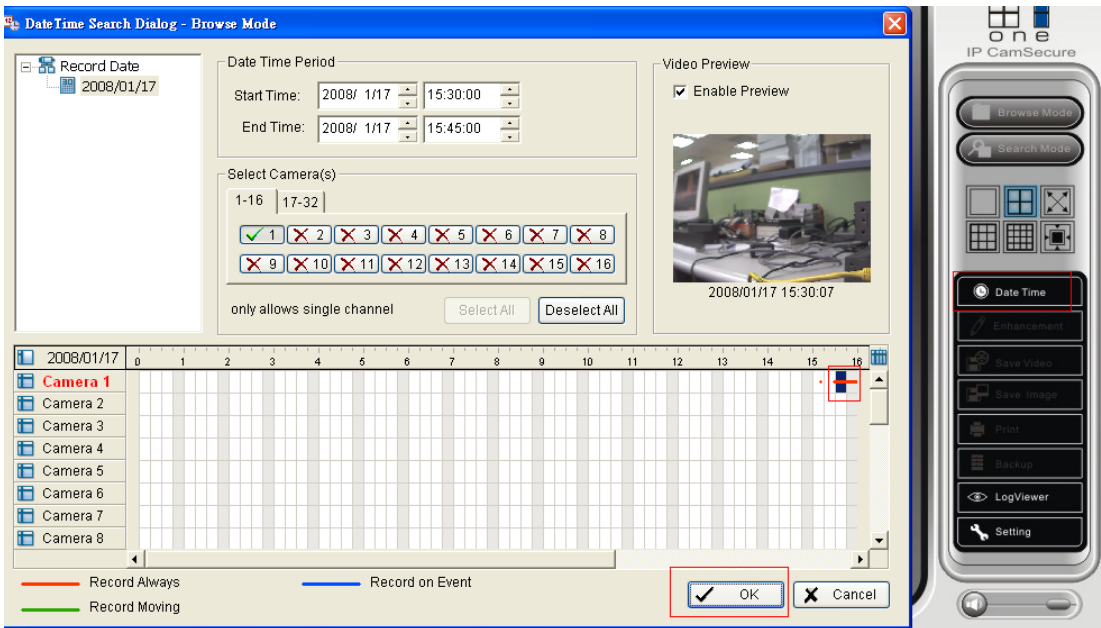 DateTime Search Dialog - Browse Mode
Record Date
2008/01/17
Date Time Period
Start Time: 2008/ 1/17 15:30:00
End Time: 2008/ 1/17 15:45:00
Select Camera(s)
1-16 17-32
1 2 3 4 5 6 7 8
9 10 11 12 13 14 15 16
only allows single channel Select All Deselect All
Video Preview
Enable Preview
2008/01/17 15:30:07
2008/01/17 0 1 2 3 4 5 6 7 8 9 10 11 12 13 14 15 16
Camera 1
Camera 2
Camera 3
Camera 4
Camera 5
Camera 6
Camera 7
Camera 8
Record Always
Record on Event
Record Moving
OK
Cancel
one
IP CamSecure
Browse Mode
Search Mode
Date Time
Enhancement
Save Video
Save Image
Print
Backup
LogViewer
Setting